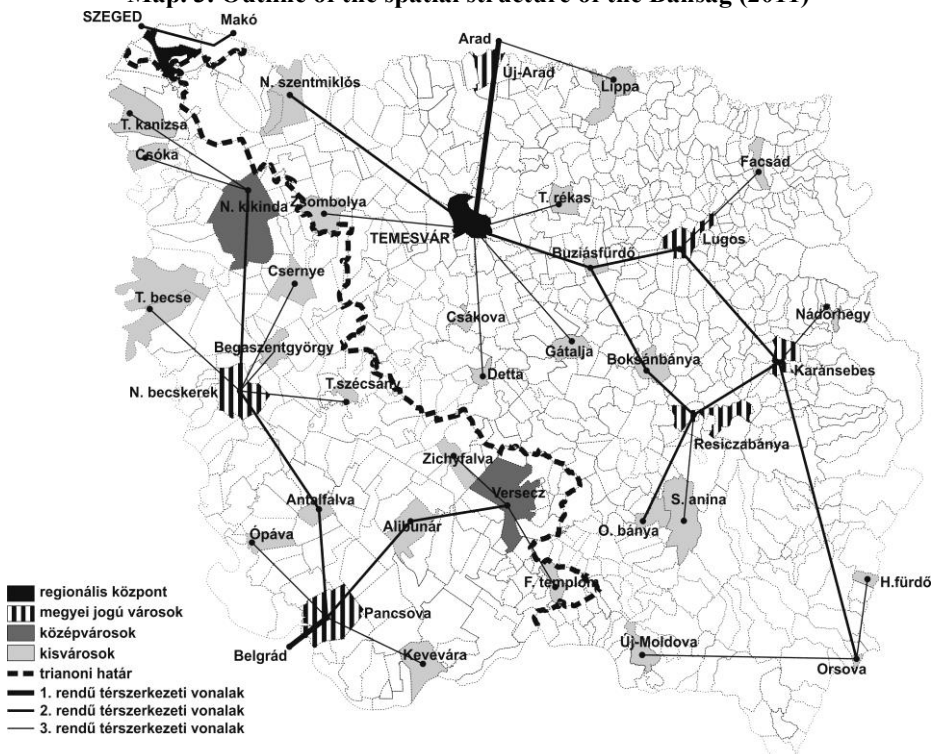 Map. 3: Outline of the spatial structure of the Bánság (2011)
SZEGED
Makó
Arad
Új-Arad
Lippa
N. szentmiklós
T. kanizsa
Csóka
Facsád
N. kikinda
Zsombolya
T. rékas
TEMESVÁR
Lugos
Buziásfürdő
Csernye
T. becse
Nádorhegy
Csákova
Begaszentgyörgy
Gátalja
Boksánbánya
Karánsebes
Detta
N. becskerek
T.szécsány
Resiczabánya
Zichyfalva
Versecz
Antalfalva
S. anina
Alibunár
O. bánya
Ópáva
F. templom
H.fürdő
Pancsova
Új-Moldova
Belgrád
Kevevára
Orsova
regionális központ
megyei jogú városok
középvárosok
kisvárosok
trianoni határ
1. rendű térszerkezeti vonalak
2. rendű térszerkezeti vonalak
3. rendű térszerkezeti vonalak